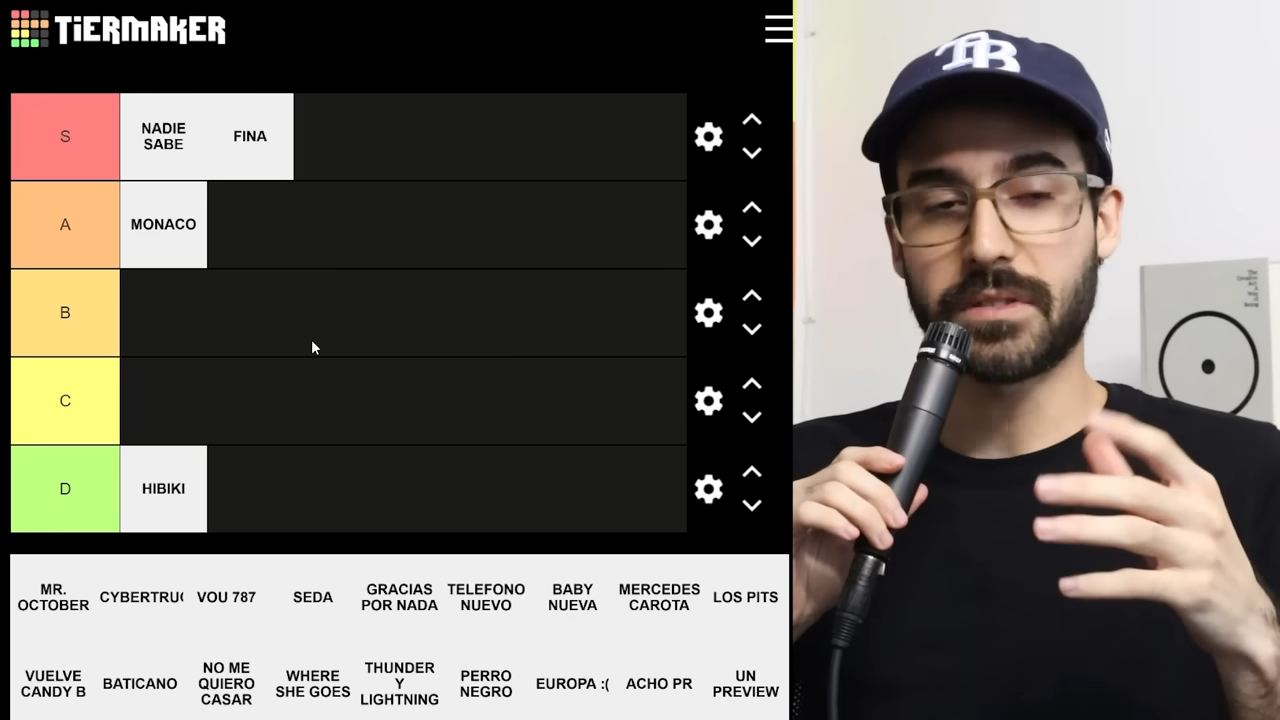 TiERMAKER
S
NADIE
SABE
FINA
A
MONACO
B
C
D
HIBIKI
MR.
OCTOBER
CYBERTRUC
VOU 787
SEDA
GRACIAS
POR NADA
TELEFONO
NUEVO
BABY
NUEVA
MERCEDES
CAROTA
LOS PITS
VUELVE
CANDY B
BATICANO
NO ME
QUIERO
CASAR
WHERE
SHE GOES
THUNDER
Y
LIGHTNING
PERRO
NEGRO
EUROPA :(
ACHO PR
UN
PREVIEW
TB